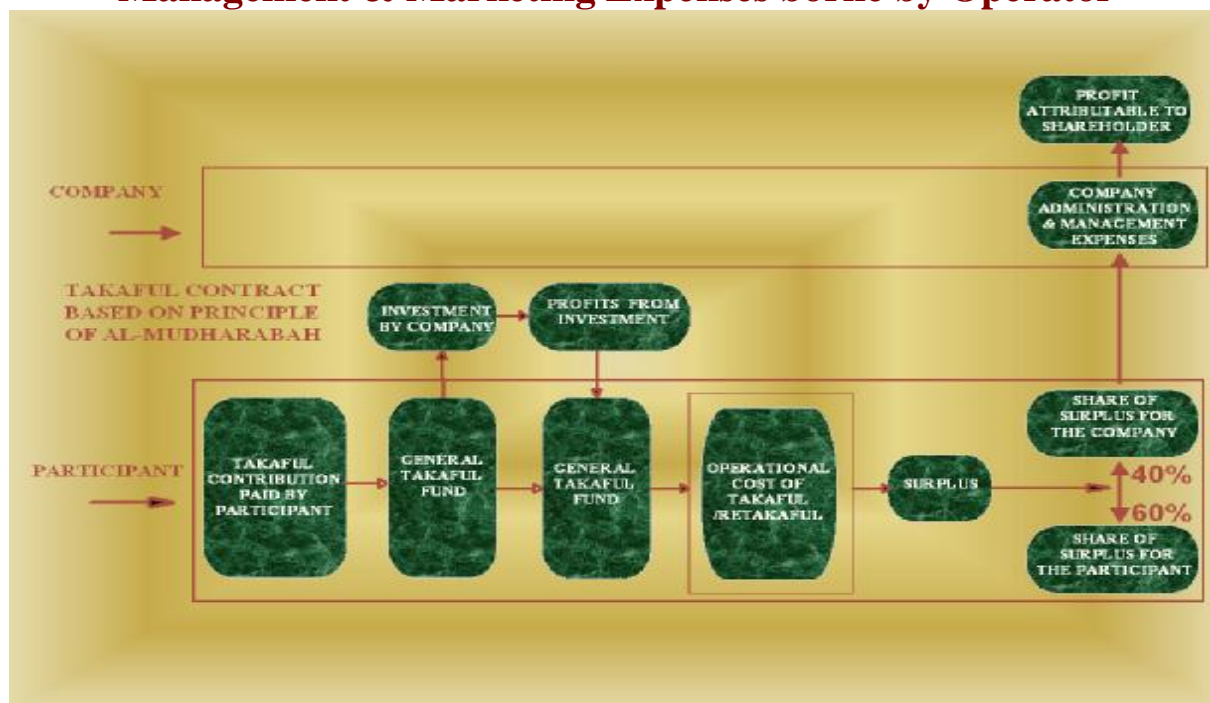 Management & Marketing Expenses borne by Operator
PROFIT
ATTRIBUTABLE TO
SHAREHOLDER
COMPANY
COMPANY
ADMINISTRATION
& MANAGEMENT
EXPENSES
TAKAFUL CONTRACT
BASED ON PRINCIPLE
OF AL-MUDHARABAH
INVESTMENT
BY COMPANY
PROFITS FROM
INVESTMENT
PARTICIPANT
TAKAFUL
CONTRIBUTION
PAID BY
PARTICIPANT
GENERAL
TAKAFUL
FUND
GENERAL
TAKAFUL
FUND
OPERATIONAL
COST OF
TAKAFUL
/RETAKAFUL
SURPLUS
SHARE OF
SURPLUS FOR
THE COMPANY
40%
60%
SHARE OF
SURPLUS FOR
THE PARTICIPANT